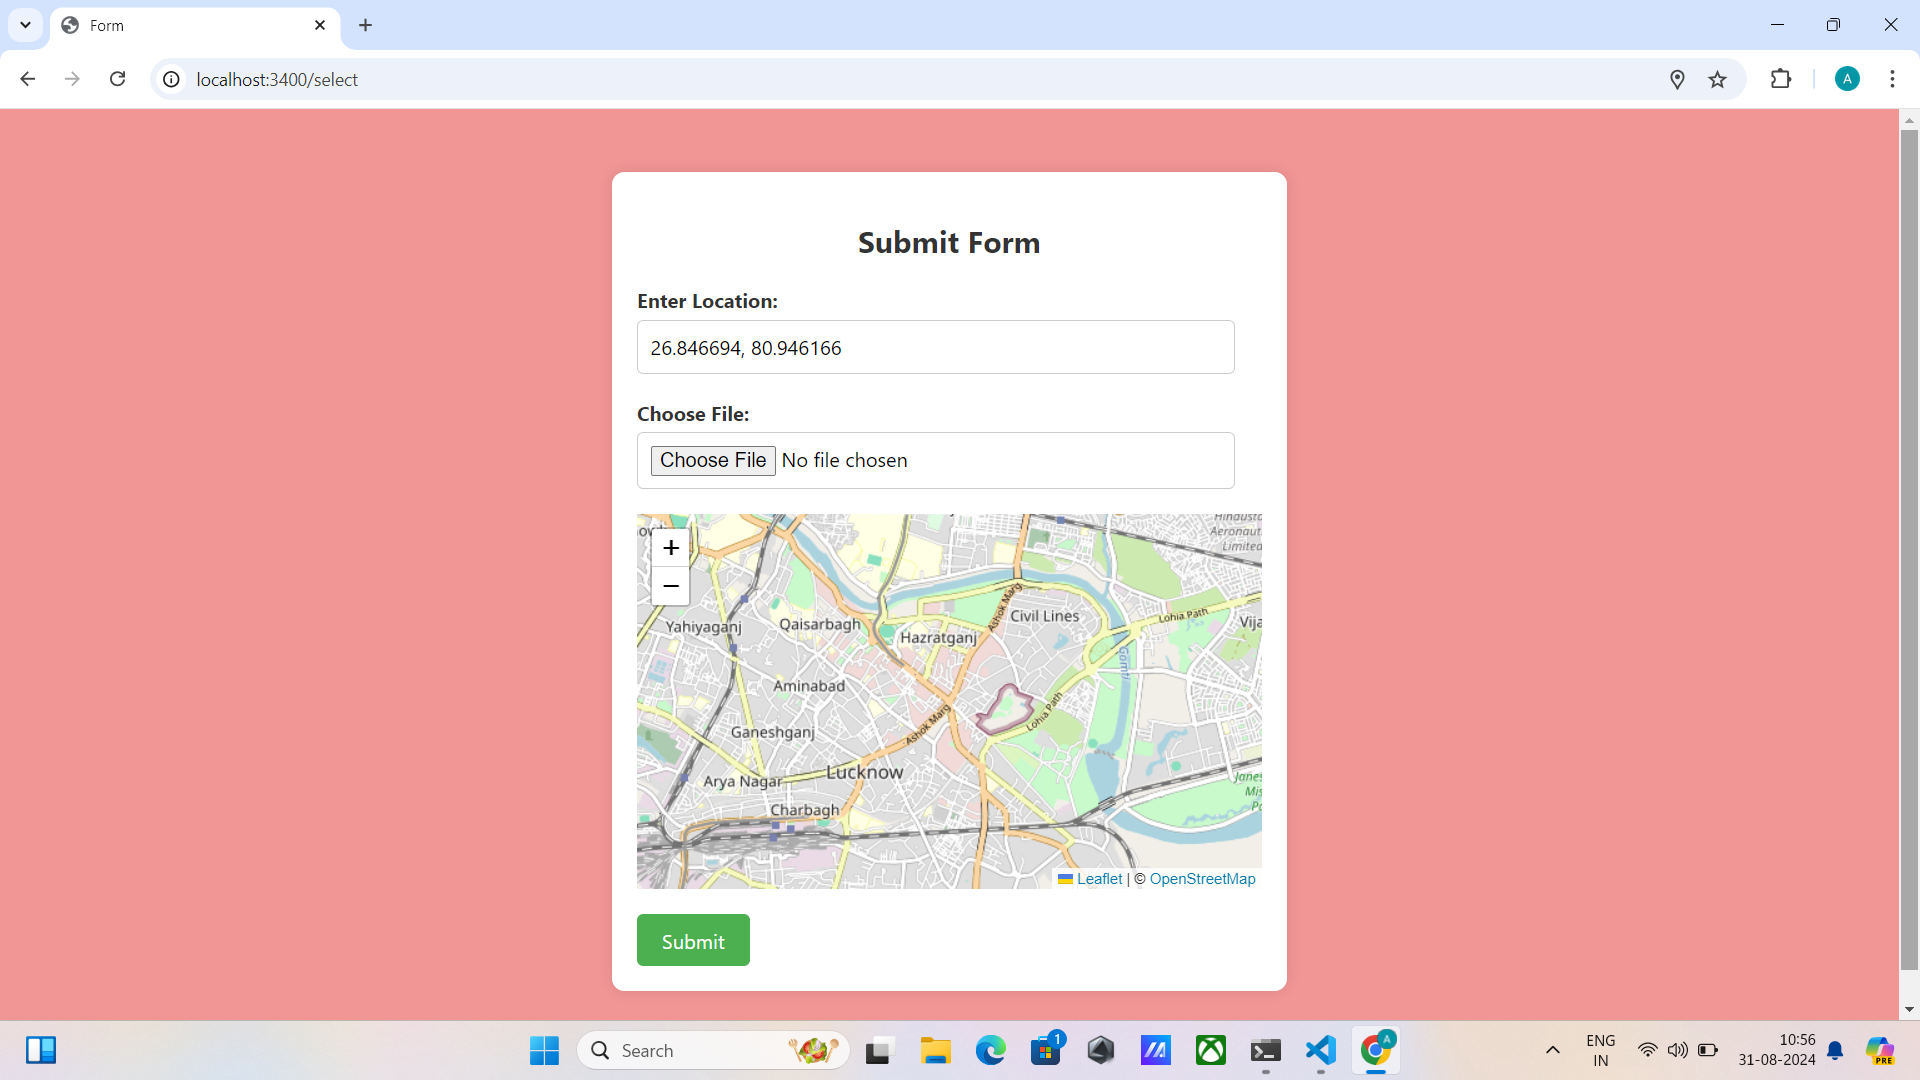 Form
localhost:3400/select
A
Submit Form
Enter Location:
26.846694, 80.946166
Choose File:
Choose File No file chosen
+
−
Hindusta
Aeronaut
Limited
Civil Lines
Ashok Marg
Lohia Path
Vija
Yahiyaganj
Qaisarbagh
Hazratganj
Gomti
Aminabad
Lohia Path
Ashok Marg
Ganeshganj
Lucknow
Arya Nagar
Charbagh
Janes
Mis
Pa
Leaflet | © OpenStreetMap
Submit
Search
1
A
ENG
IN
10:56
31-08-2024
PRE